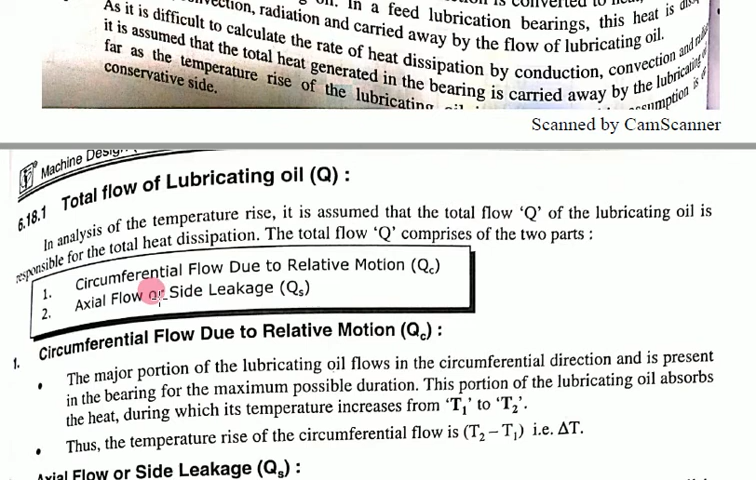 In a feed lubrication bearings, this heat is
radiation and carried away by the flow of lubricating oil.
As it is difficult to calculate the rate of heat dissipation by conduction, convection and
it is assumed that the total heat generated in the bearing is carried away by the lubricating
far as the temperature rise of the lubricating
conservative side.
Scanned by CamScanner
Machine Design
6.18.1 Total flow of Lubricating oil (Q) :
In analysis of the temperature rise, it is assumed that the total flow ‘Q’ of the lubricating oil is
responsible for the total heat dissipation. The total flow ‘Q’ comprises of the two parts :
1. Circumferential Flow Due to Relative Motion (Qc)
2. Axial Flow or Side Leakage (Qs)
1. Circumferential Flow Due to Relative Motion (Qc) :
• The major portion of the lubricating oil flows in the circumferential direction and is present
in the bearing for the maximum possible duration. This portion of the lubricating oil absorbs
the heat, during which its temperature increases from ‘T1’ to ‘T2’.
• Thus, the temperature rise of the circumferential flow is (T2 – T1) i.e. ΔT.
Axial Flow or Side Leakage (Qs) :